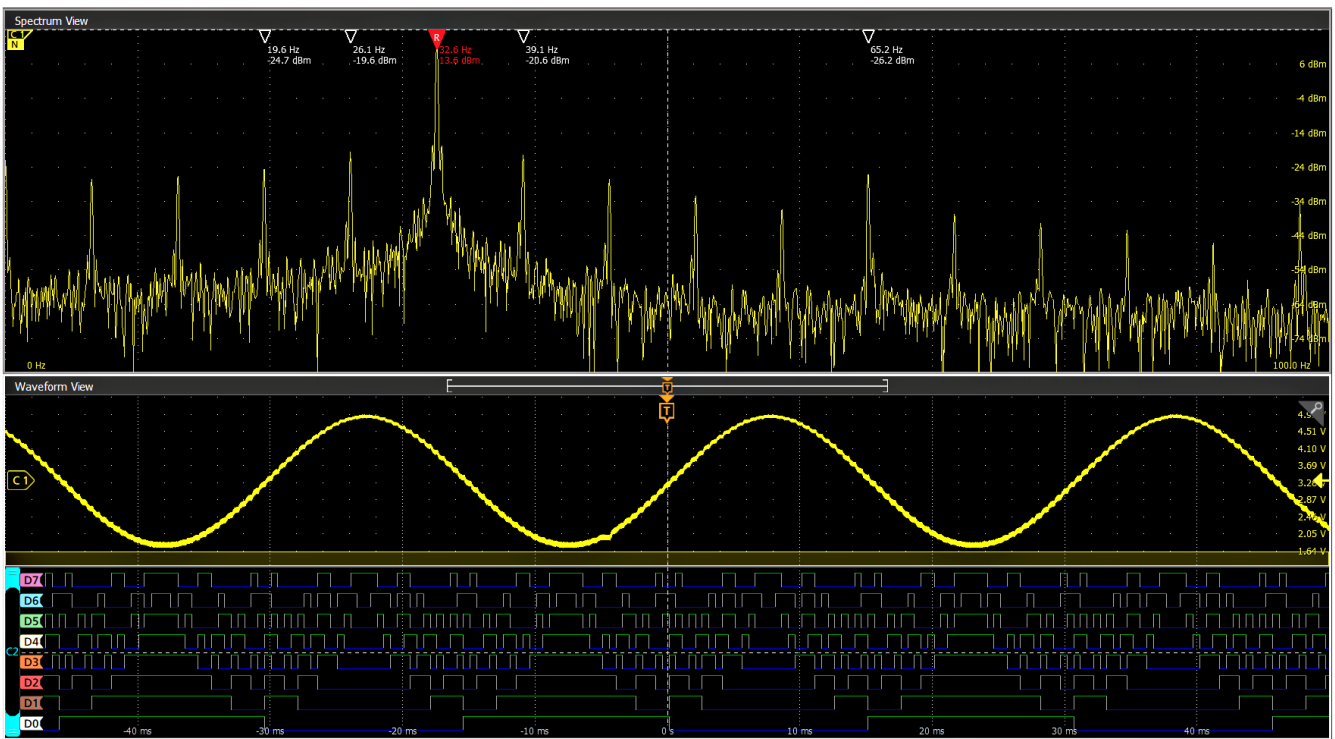 Spectrum View
C 1
N
R
19.6 Hz
-24.7 dBm
26.1 Hz
-19.6 dBm
32.6 Hz
13.6 dBm
39.1 Hz
-20.6 dBm
65.2 Hz
-26.2 dBm
6 dBm
-4 dBm
-14 dBm
-24 dBm
-34 dBm
-44 dBm
-54 dBm
-64 dBm
-74 dBm
0 Hz
100.0 Hz
Waveform View
T
T
4.51 V
4.10 V
C 1
3.69 V
2.87 V
2.05 V
1.64 V
D7
D6
D5
D4
C2
D3
D2
D1
D0
-40 ms
-30 ms
-20 ms
-10 ms
0 s
10 ms
20 ms
30 ms
40 ms